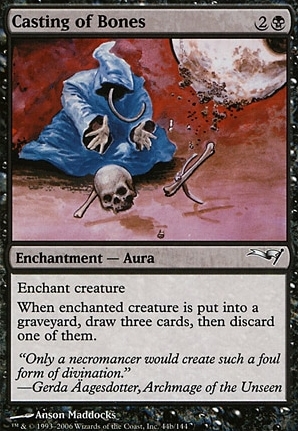 Casting of Bones 2
Enchantment — Aura
Enchant creature
When enchanted creature is put into a
graveyard, draw three cards, then discard
one of them.
“Only a necromancer would create such a foul
form of divination.”
—Gerda Äagesdotter, Archmage of the Unseen
Anson Maddocks
™ & © 1993–2006 Wizards of the Coast, Inc. 44b/144